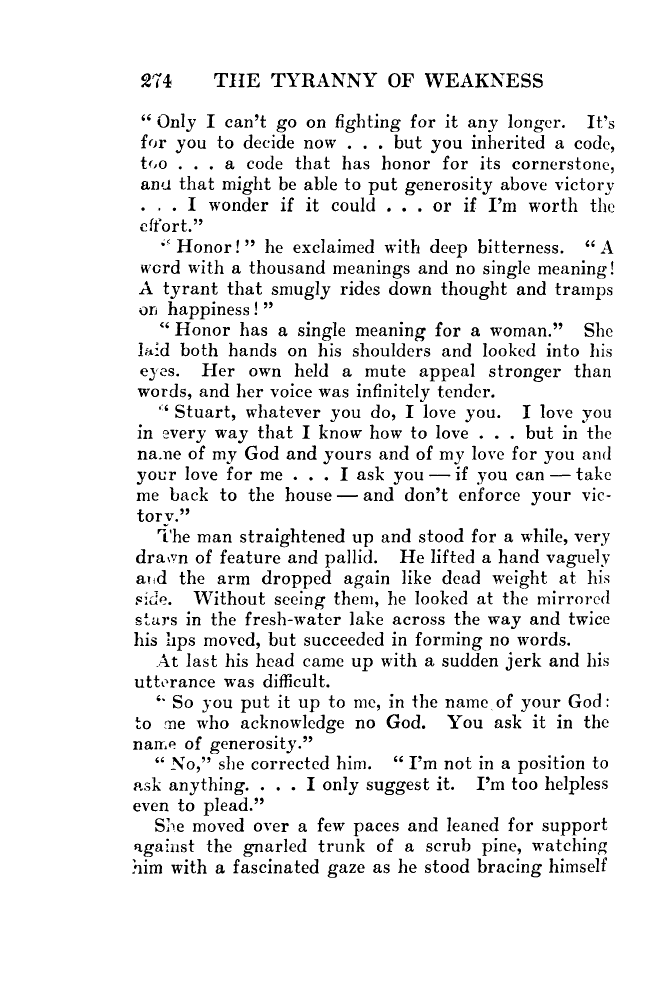 274 THE TYRANNY OF WEAKNESS
“Only I can't go on fighting for it any longer. It's
for you to decide now . . . but you inherited a code,
too . . . a code that has honor for its cornerstone,
and that might be able to put generosity above victory
. . . I wonder if it could . . . or if I'm worth the
effort.”
“Honor!” he exclaimed with deep bitterness. “A
word with a thousand meanings and no single meaning!
A tyrant that smugly rides down thought and tramps
on happiness!”
“Honor has a single meaning for a woman.” She
laid both hands on his shoulders and looked into his
eyes. Her own held a mute appeal stronger than
words, and her voice was infinitely tender.
“Stuart, whatever you do, I love you. I love you
in every way that I know how to love . . . but in the
name of my God and yours and of my love for you and
your love for me . . . I ask you — if you can — take
me back to the house — and don't enforce your vic-
tory.”
The man straightened up and stood for a while, very
drawn of feature and pallid. He lifted a hand vaguely
and the arm dropped again like dead weight at his
side. Without seeing them, he looked at the mirrored
stars in the fresh-water lake across the way and twice
his lips moved, but succeeded in forming no words.
At last his head came up with a sudden jerk and his
utterance was difficult.
“So you put it up to me, in the name of your God:
to me who acknowledge no God. You ask it in the
name of generosity.”
“No,” she corrected him. “I'm not in a position to
ask anything. . . . I only suggest it. I'm too helpless
even to plead.”
She moved over a few paces and leaned for support
against the gnarled trunk of a scrub pine, watching
him with a fascinated gaze as he stood bracing himself